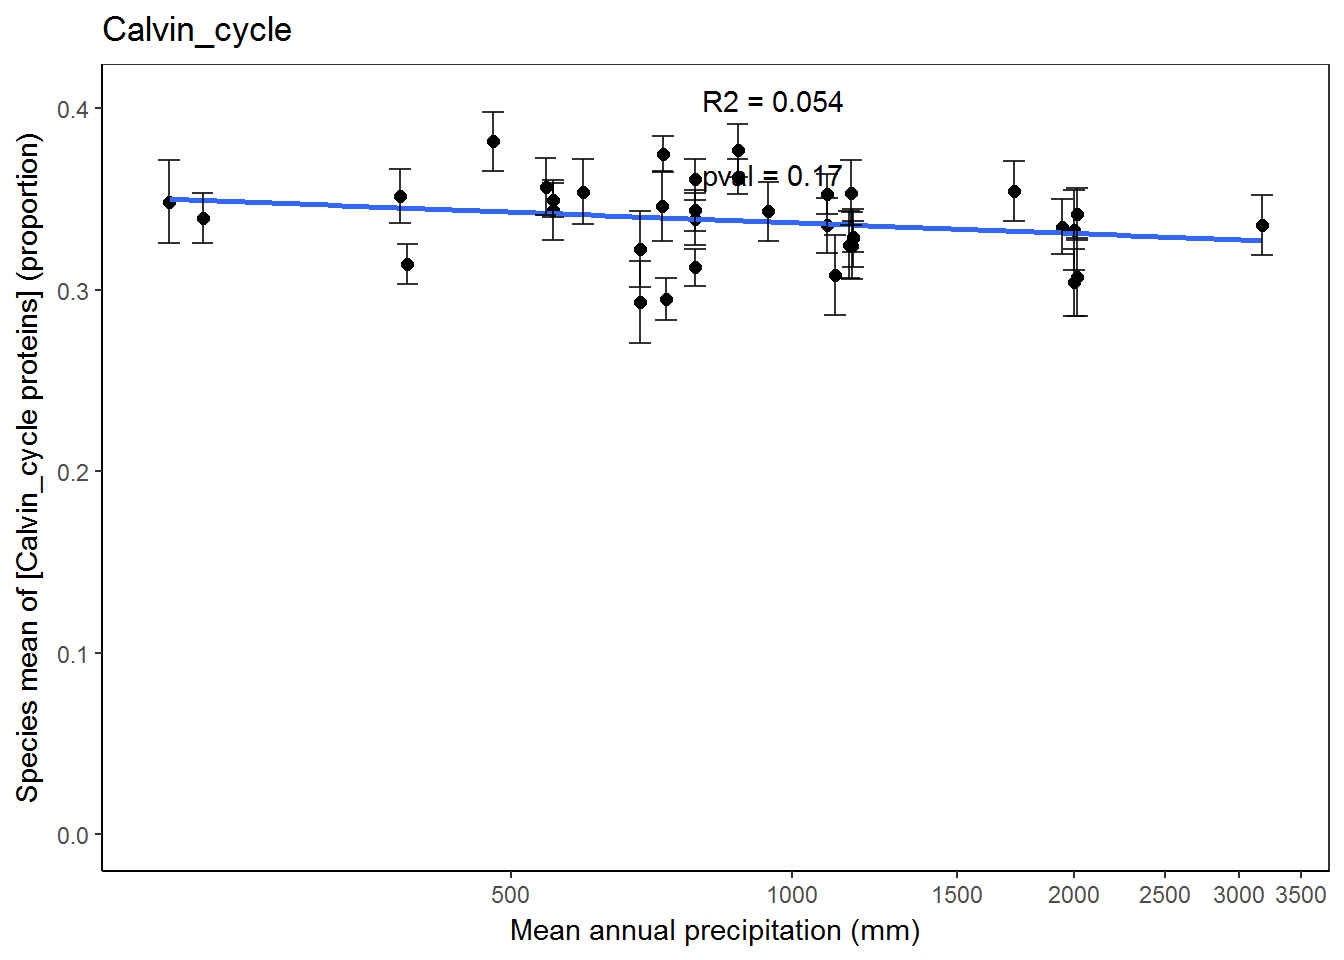 Calvin_cycle
R2 = 0.054
pval = 0.17
Species mean of [Calvin_cycle proteins] (proportion)
0.4
0.3
0.2
0.1
0.0
500 1000 1500 2000 2500 3000 3500
Mean annual precipitation (mm)